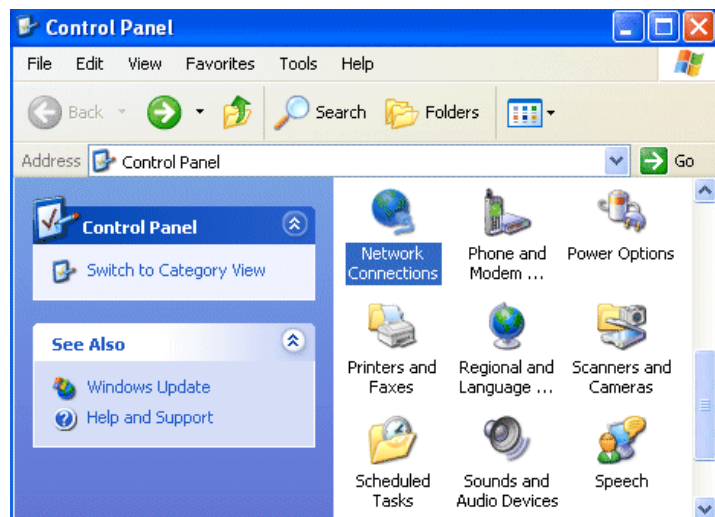 Control Panel
File Edit View Favorites Tools Help
Back Search Folders
Address Control Panel Go
Control Panel
Switch to Category View
See Also
Windows Update
Help and Support
Network
Connections
Phone and
Modem ...
Power Options
Printers and
Faxes
Regional and
Language ...
Scanners and
Cameras
Scheduled
Tasks
Sounds and
Audio Devices
Speech